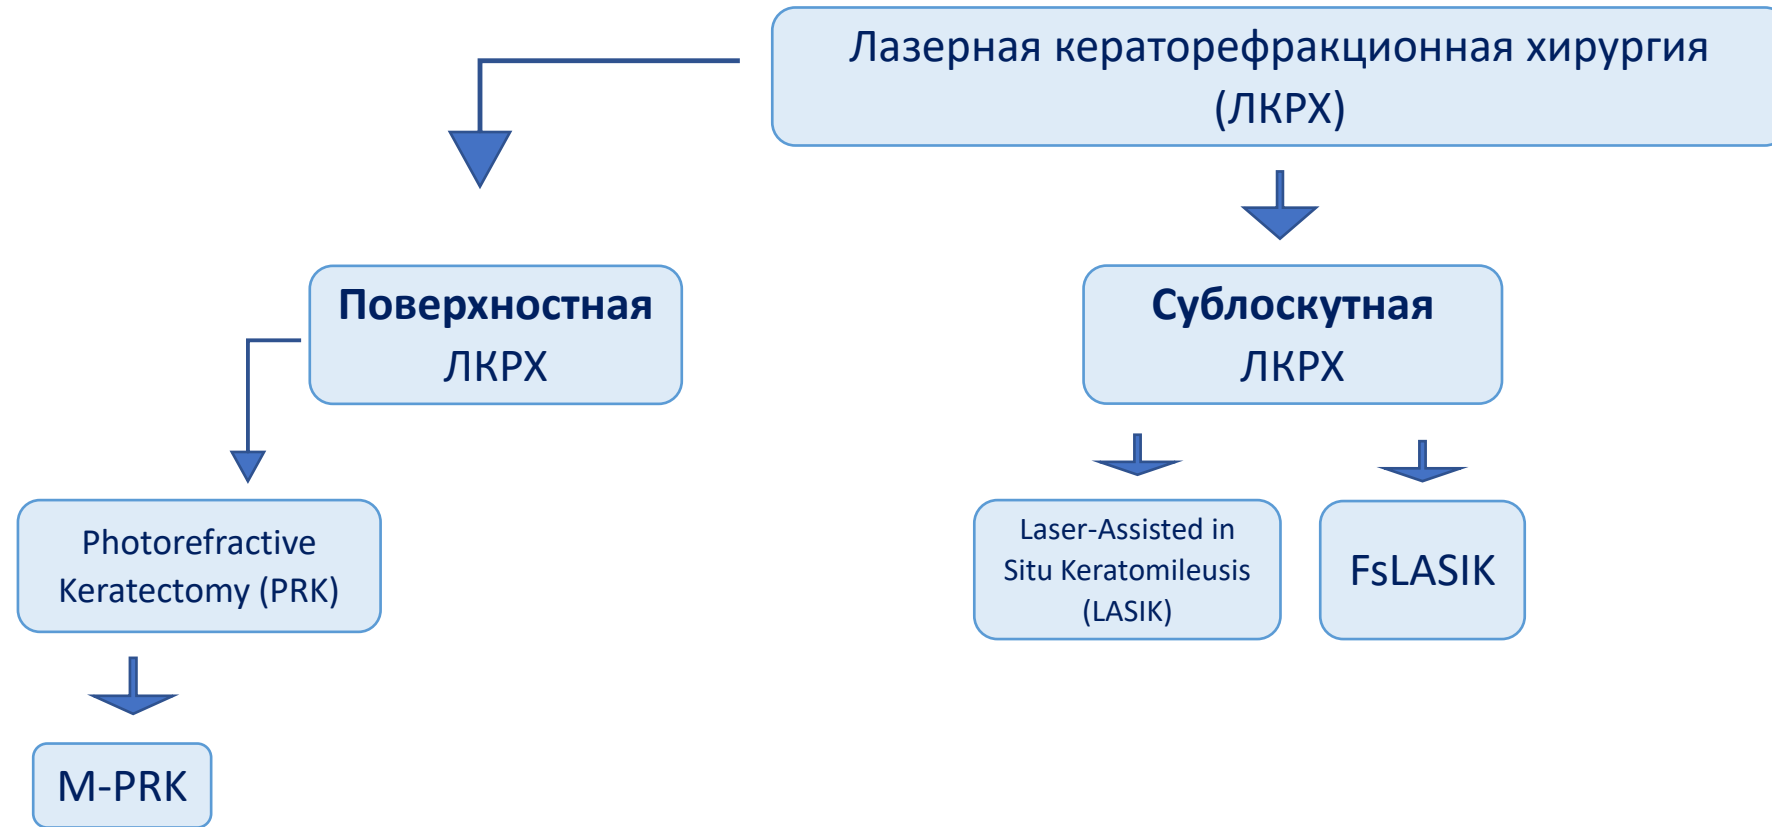 Лазерная кераторефракционная хирургия
(ЛКРХ)
Поверхностная
ЛКРХ
Сублоскутная
ЛКРХ
Photorefractive
Keratectomy (PRK)
Laser-Assisted in
Situ Keratomileusis
(LASIK)
FsLASIK
M-PRK